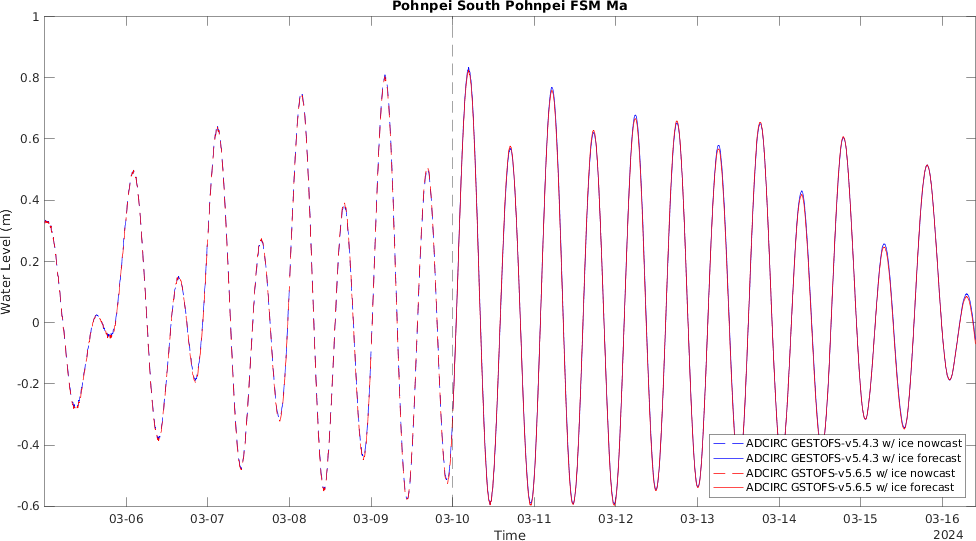 Pohnpei South Pohnpei FSM Ma
1
0.8
0.6
0.4
0.2
0
-0.2
-0.4
-0.6
Water Level (m)
ADCIRC GESTOFS-v5.4.3 w/ ice nowcast
ADCIRC GESTOFS-v5.4.3 w/ ice forecast
ADCIRC GSTOFS-v5.6.5 w/ ice nowcast
ADCIRC GSTOFS-v5.6.5 w/ ice forecast
03-06 03-07 03-08 03-09 03-10 03-11 03-12 03-13 03-14 03-15 03-16
Time
2024